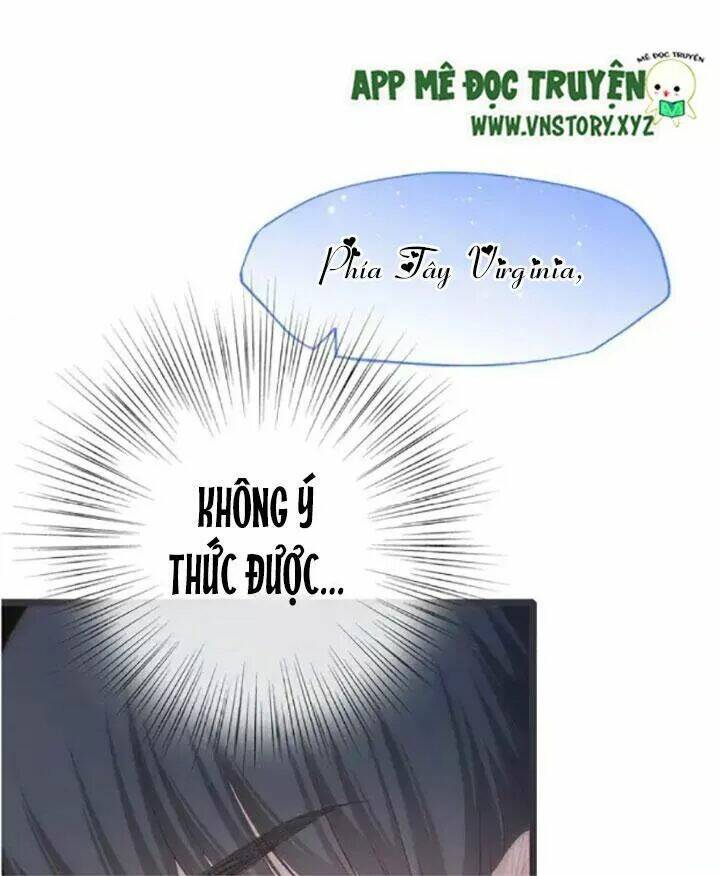 MÊ ĐỌC TRUYỆN
APP MÊ ĐỌC TRUYỆN
WWW.VNSTORY.XYZ
Phía Tây Virginia,
KHÔNG Ý
THỨC ĐƯỢC...